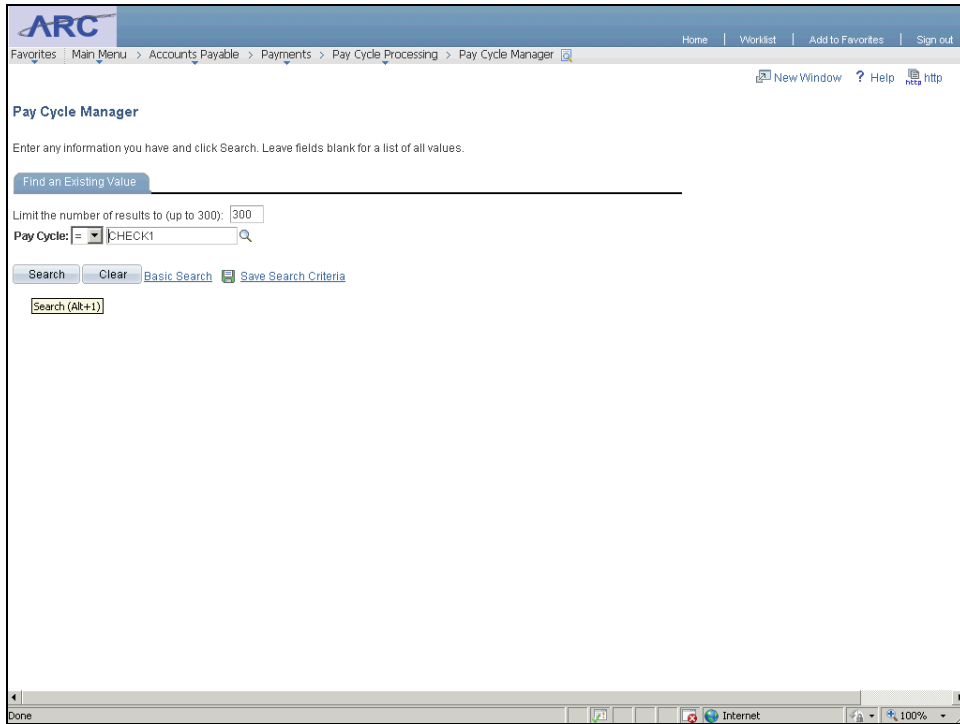 ARC
Home | Worklist | Add to Favorites | Sign out
Favorites Main Menu > Accounts Payable > Payments > Pay Cycle Processing > Pay Cycle Manager
New Window ? Help http http
Pay Cycle Manager
Enter any information you have and click Search. Leave fields blank for a list of all values.
Find an Existing Value
Limit the number of results to (up to 300): 300
Pay Cycle: = CHECK1
Search Clear Basic Search Save Search Criteria
Search (Alt+1)
Done Internet 100%